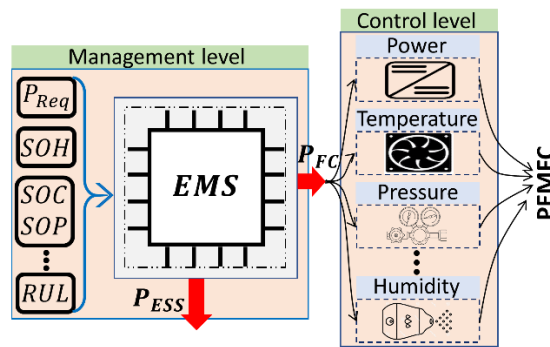 Management level
P_Req
SOH
SOC
SOP
RUL
EMS
P_FC
P_ESS
Control level
Power
Temperature
Pressure
Humidity
PEMFC